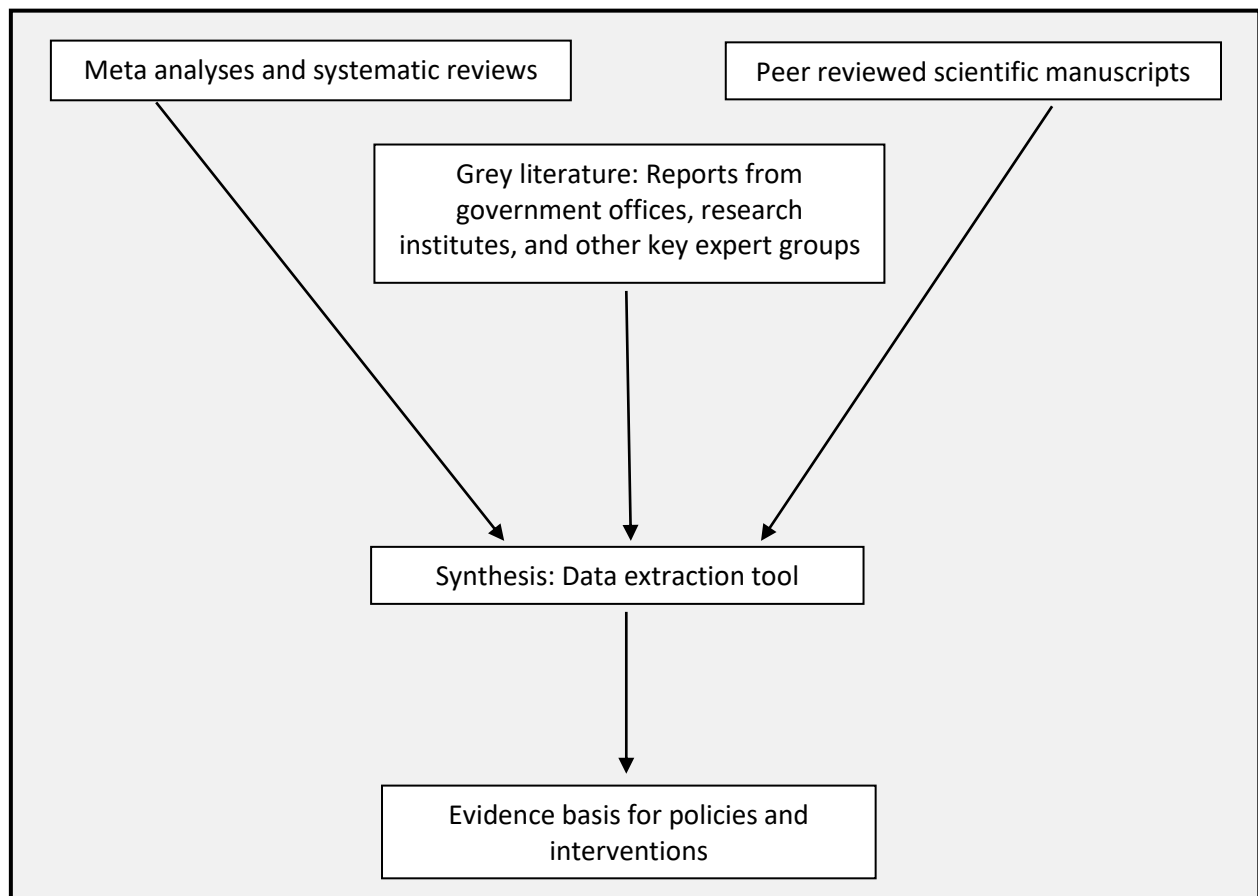 Meta analyses and systematic reviews
Peer reviewed scientific manuscripts
Grey literature: Reports from
government offices, research
institutes, and other key expert groups
Synthesis: Data extraction tool
Evidence basis for policies and
interventions